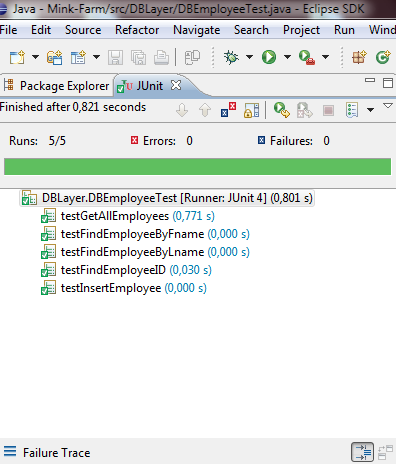 Java - Mink-Farm/src/DBLayer/DBEmployeeTest.java - Eclipse SDK
File Edit Source Refactor Navigate Search Project Run Wind
Package Explorer JUnit
Finished after 0,821 seconds
Runs: 5/5 Errors: 0 Failures: 0
DBLayer.DBEmployeeTest [Runner: JUnit 4] (0,801 s)
testGetAllEmployees (0,771 s)
testFindEmployeeByFname (0,000 s)
testFindEmployeeByLname (0,000 s)
testFindEmployeeID (0,030 s)
testInsertEmployee (0,000 s)
Failure Trace